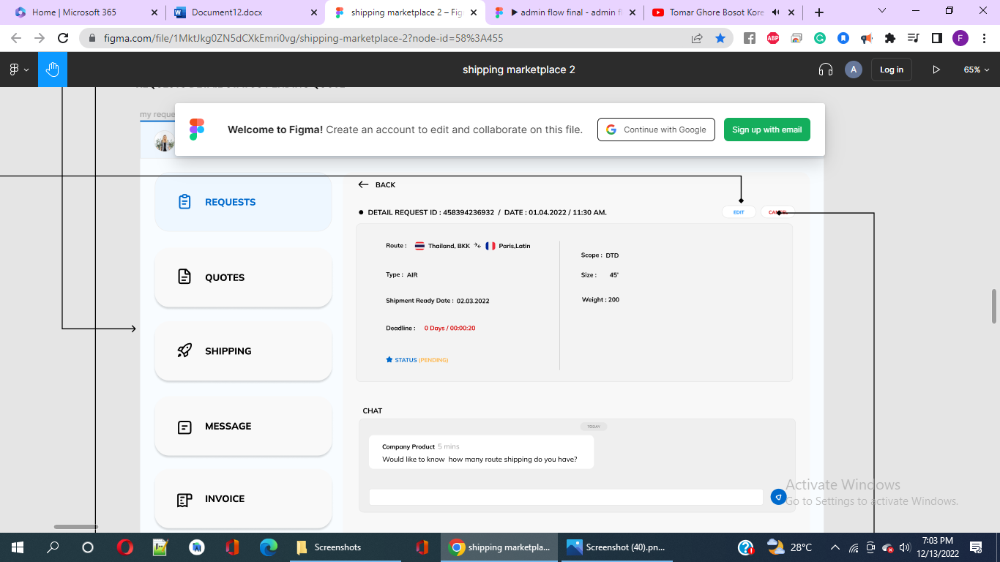 Home | Microsoft 365
Document12.docx
shipping marketplace 2 – Fig
admin flow final - admin fl
Tomar Ghore Bosot Kore
figma.com/file/1MktJkg0ZN5dCXkEmri0vg/shipping-marketplace-2?node-id=58%3A455
ABP
F
shipping marketplace 2
A
Log in
65%
my reque
Welcome to Figma! Create an account to edit and collaborate on this file.
Continue with Google
Sign up with email
BACK
REQUESTS
DETAIL REQUEST ID : 458394236932 / DATE : 01.04.2022 / 11:30 AM.
EDIT
CANCEL
Route : Thailand, BKK Paris,Latin
Scope : DTD
Type : AIR
Size : 45'
QUOTES
Shipment Ready Date : 02.03.2022
Weight : 200
Deadline : 0 Days / 00:00:20
SHIPPING
STATUS (PENDING)
CHAT
TODAY
MESSAGE
Company Product 5 mins
Would like to know how many route shipping do you have?
INVOICE
Activate Windows
Go to Settings to activate Windows.
Screenshots
shipping marketpla...
Screenshot (40).pn...
28°C
7:03 PM
12/13/2022